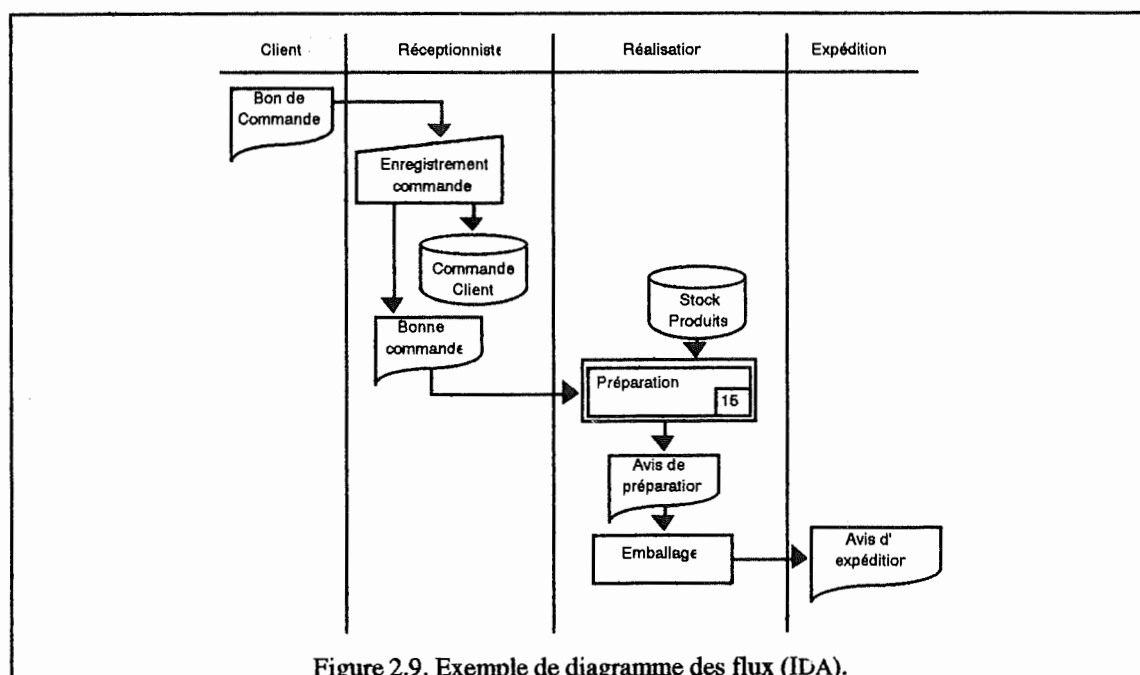 Client
Réceptionniste
Réalisation
Expédition
Bon de
Commande
Enregistrement
commande
Commande
Client
Stock
Produits
Bonne
commande
Préparation
15
Avis de
préparation
Emballage
Avis d'
expédition
Figure 2.9. Exemple de diagramme des flux (IDA).